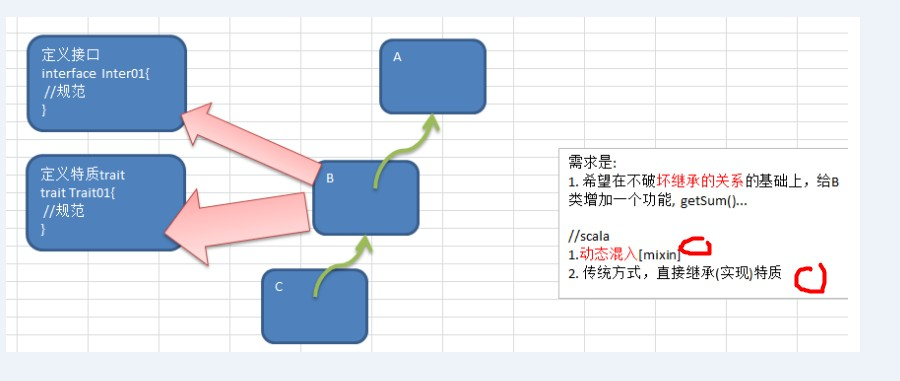 定义接口
interface Inter01{
//规范
}
A
定义特质trait
trait Trait01{
//规范
}
B
C
需求是:
1. 希望在不破坏继承的关系的基础上，给B
类增加一个功能, getSum()...
//scala
1.动态混入[mixin]
2. 传统方式，直接继承(实现)特质